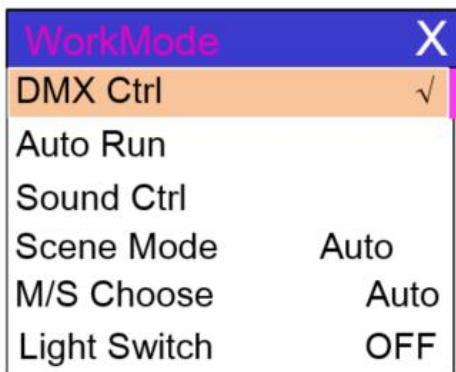 WorkMode X
DMX Ctrl √
Auto Run
Sound Ctrl
Scene Mode Auto
M/S Choose Auto
Light Switch OFF